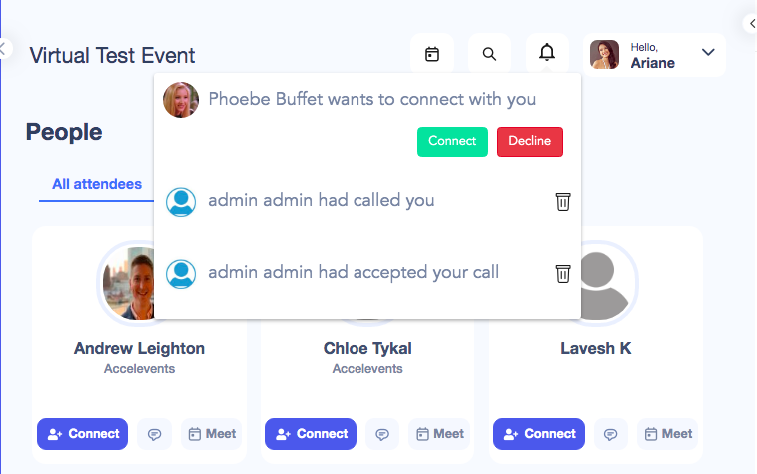 Virtual Test Event
Hello,
Ariane
Phoebe Buffet wants to connect with you
Connect Decline
People
All attendees
admin admin had called you
admin admin had accepted your call
Andrew Leighton Chloe Tykal Lavesh K
Accelevents Accelevents
Connect Meet Connect Meet Connect Meet